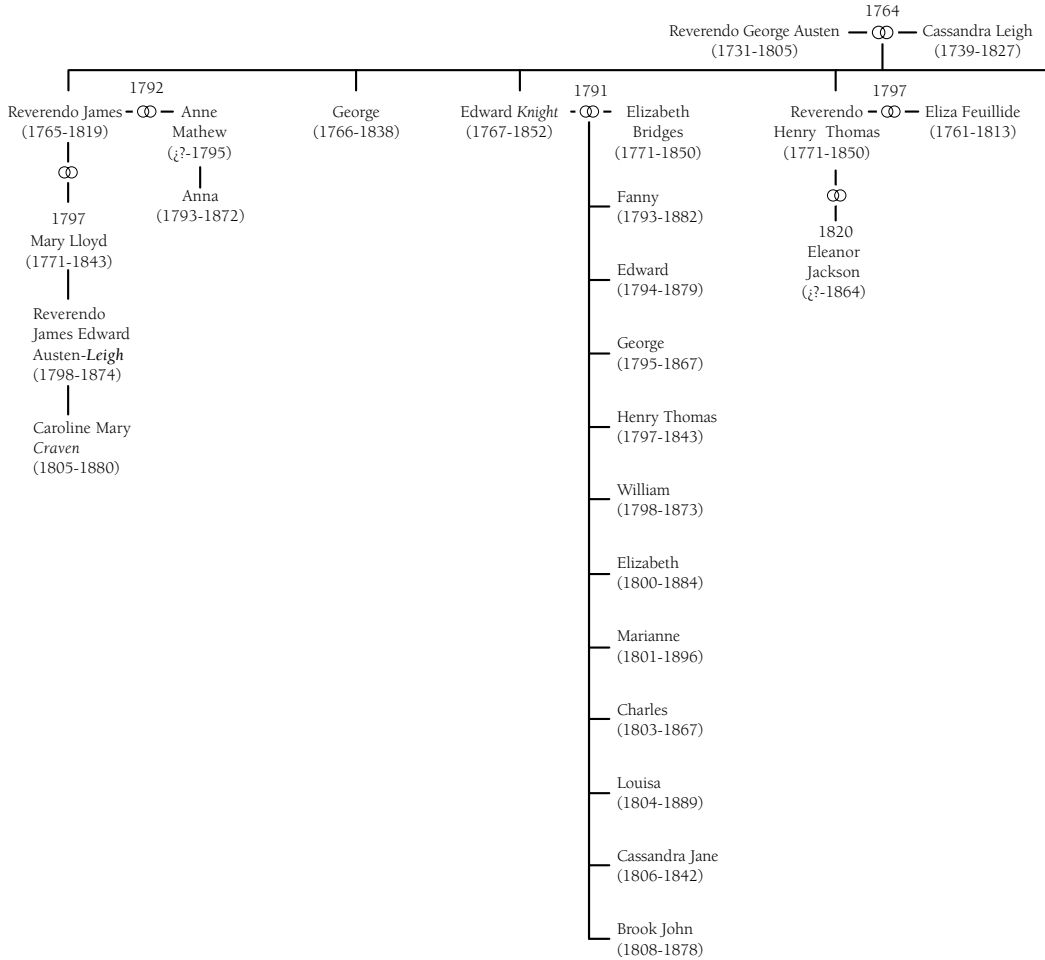 1764
Reverendo George Austen
(1731-1805)
Cassandra Leigh
(1739-1827)
1792
Reverendo James
(1765-1819)
Anne
Mathew
(¿?-1795)
Anna
(1793-1872)
1797
Mary Lloyd
(1771-1843)
Reverendo
James Edward
Austen-Leigh
(1798-1874)
Caroline Mary
Craven
(1805-1880)
George
(1766-1838)
1791
Edward Knight
(1767-1852)
Elizabeth
Bridges
(1771-1850)
Fanny
(1793-1882)
Edward
(1794-1879)
George
(1795-1867)
Henry Thomas
(1797-1843)
William
(1798-1873)
Elizabeth
(1800-1884)
Marianne
(1801-1896)
Charles
(1803-1867)
Louisa
(1804-1889)
Cassandra Jane
(1806-1842)
Brook John
(1808-1878)
1797
Reverendo
Henry Thomas
(1771-1850)
Eliza Feuillide
(1761-1813)
1820
Eleanor
Jackson
(¿?-1864)